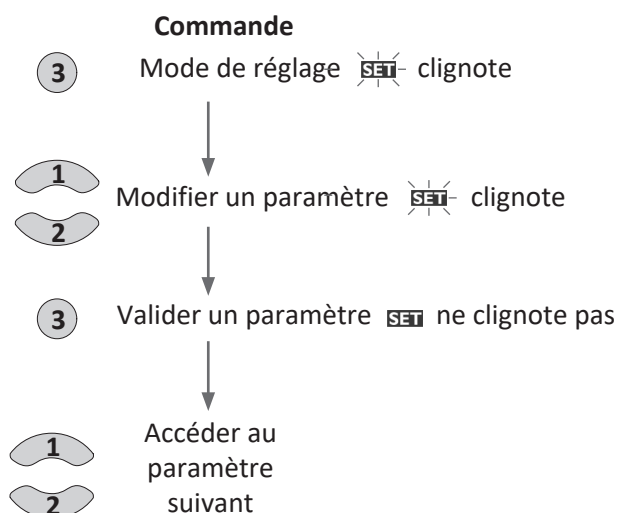 Commande
3 Mode de réglage SET clignote
1
Modifier un paramètre SET clignote
2
3 Valider un paramètre SET ne clignote pas
1 Accéder au
paramètre
2 suivant